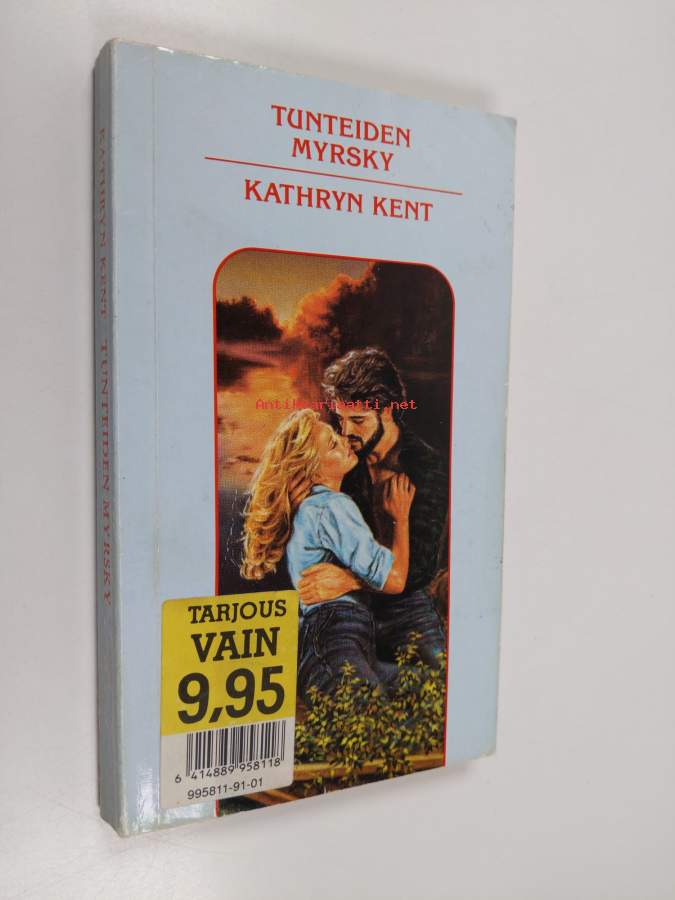 TUNTEIDEN
MYRSKY
KATHRYN KENT
KATHRYN KENT TUNTEIDEN MYRSKY
Antikvariaatti.net
TARJOUS
VAIN
9,95
6 414889 958118
995811-91-01